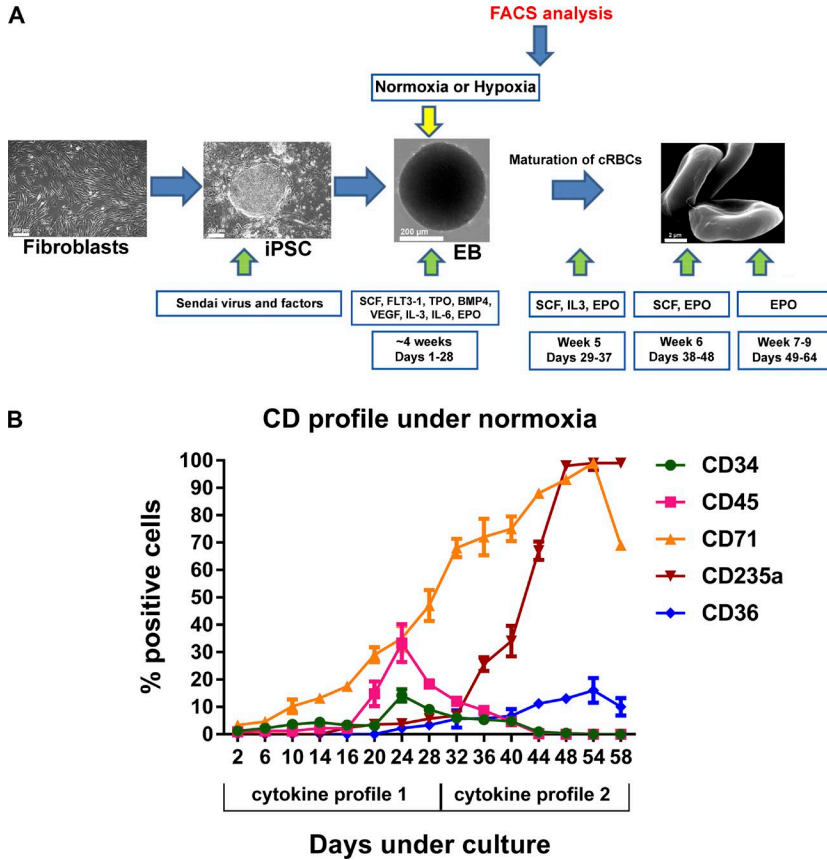 A
FACS analysis
Normoxia or Hypoxia
Maturation of cRBCs
200 µm
200 µm
200 µm
2 µm
Fibroblasts
iPSC
EB
Sendai virus and factors
SCF, FLT3-1, TPO, BMP4,
VEGF, IL-3, IL-6, EPO
SCF, IL3, EPO
SCF, EPO
EPO
~4 weeks
Days 1-28
Week 5
Days 29-37
Week 6
Days 38-48
Week 7-9
Days 49-64
B
CD profile under normoxia
% positive cells
100
90
80
70
60
50
40
30
20
10
0
2 6 10 14 16 20 24 28 32 36 40 44 48 54 58
CD34
CD45
CD71
CD235a
CD36
cytokine profile 1
cytokine profile 2
Days under culture